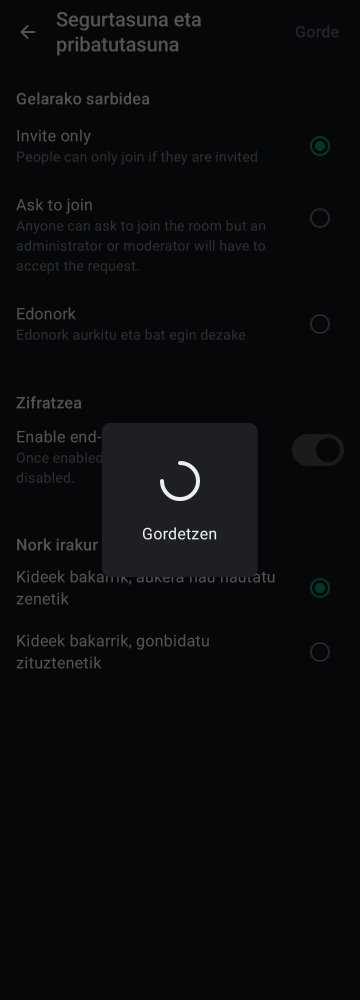 Segurtasuna eta
pribatutasuna
Gorde
Gelarako sarbidea
Invite only
People can only join if they are invited
Ask to join
Anyone can ask to join the room but an
administrator or moderator will have to
accept the request.
Edonork
Edonork aurkitu eta bat egin dezake
Zifratzea
Enable end-
Once enabled
disabled.
Gordetzen
Nork irakur
Kideek bakarrik, aukera hau hautatu
zenetik
Kideek bakarrik, gonbidatu
zituztenetik